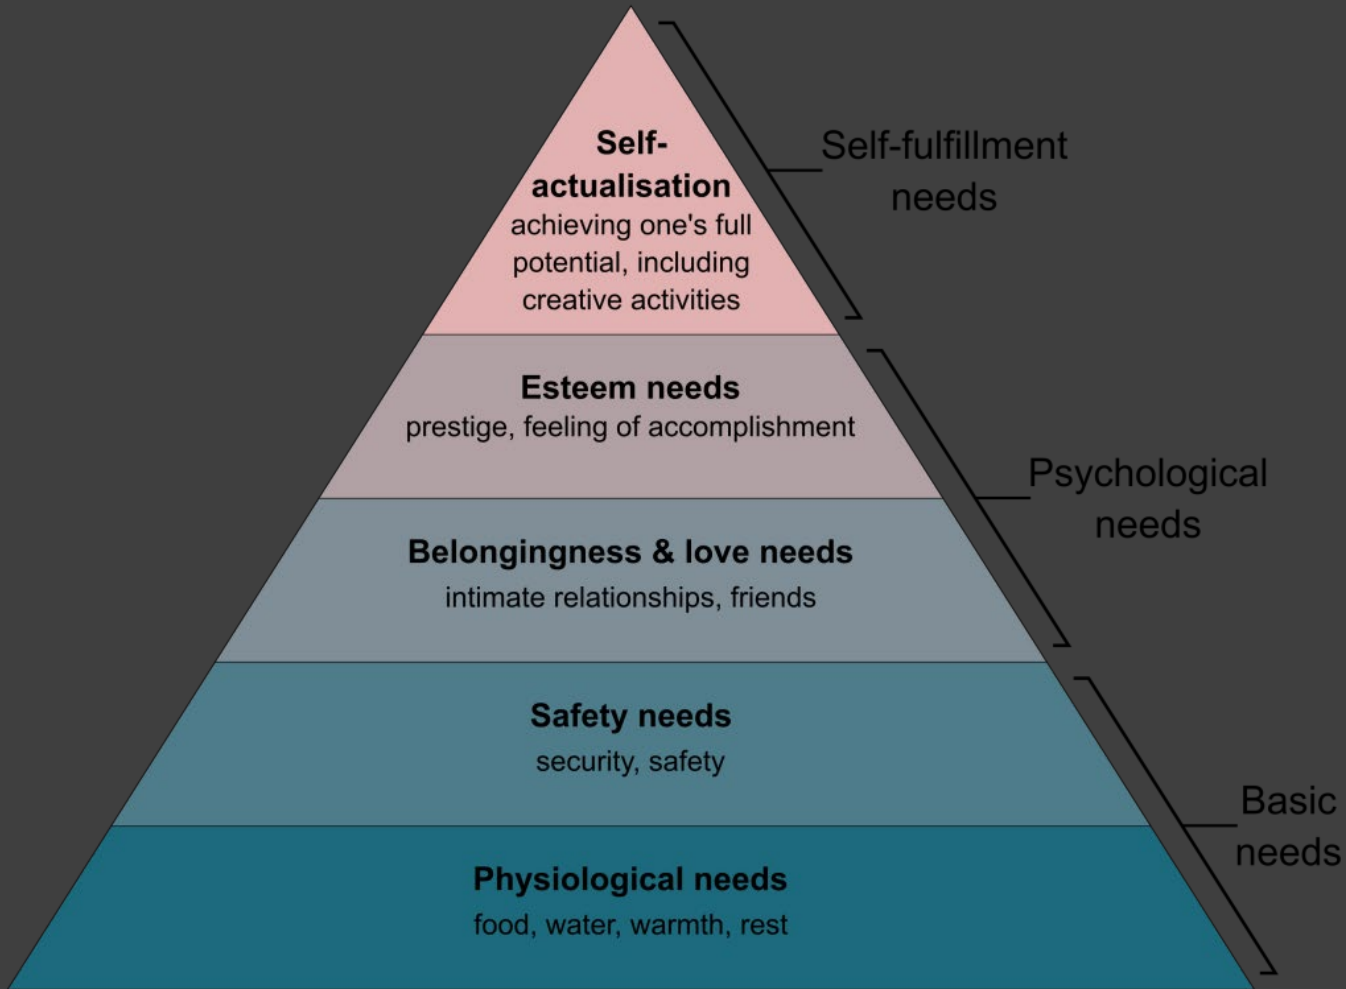 Self-
actualisation
achieving one's full
potential, including
creative activities
Self-fulfillment
needs
Esteem needs
prestige, feeling of accomplishment
Psychological
needs
Belongingness & love needs
intimate relationships, friends
Safety needs
security, safety
Basic
needs
Physiological needs
food, water, warmth, rest